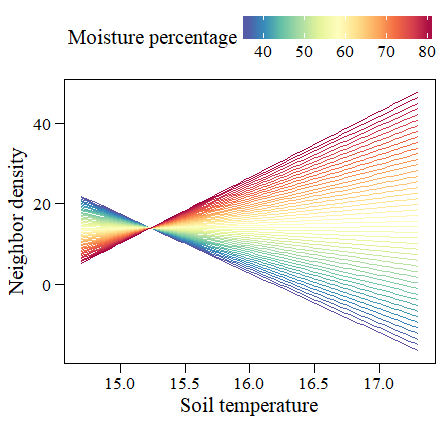 Moisture percentage
40 50 60 70 80
Neighbor density
40
20
0
15.0 15.5 16.0 16.5 17.0
Soil temperature